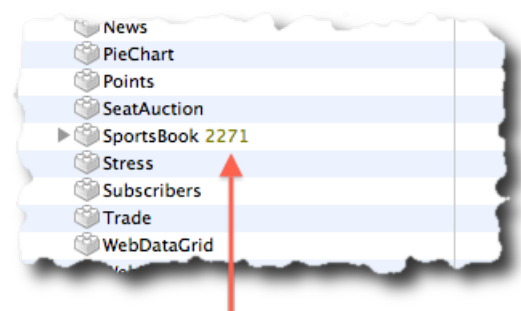 News
PieChart
Points
SeatAuction
SportsBook 2271
Stress
Subscribers
Trade
WebDataGrid